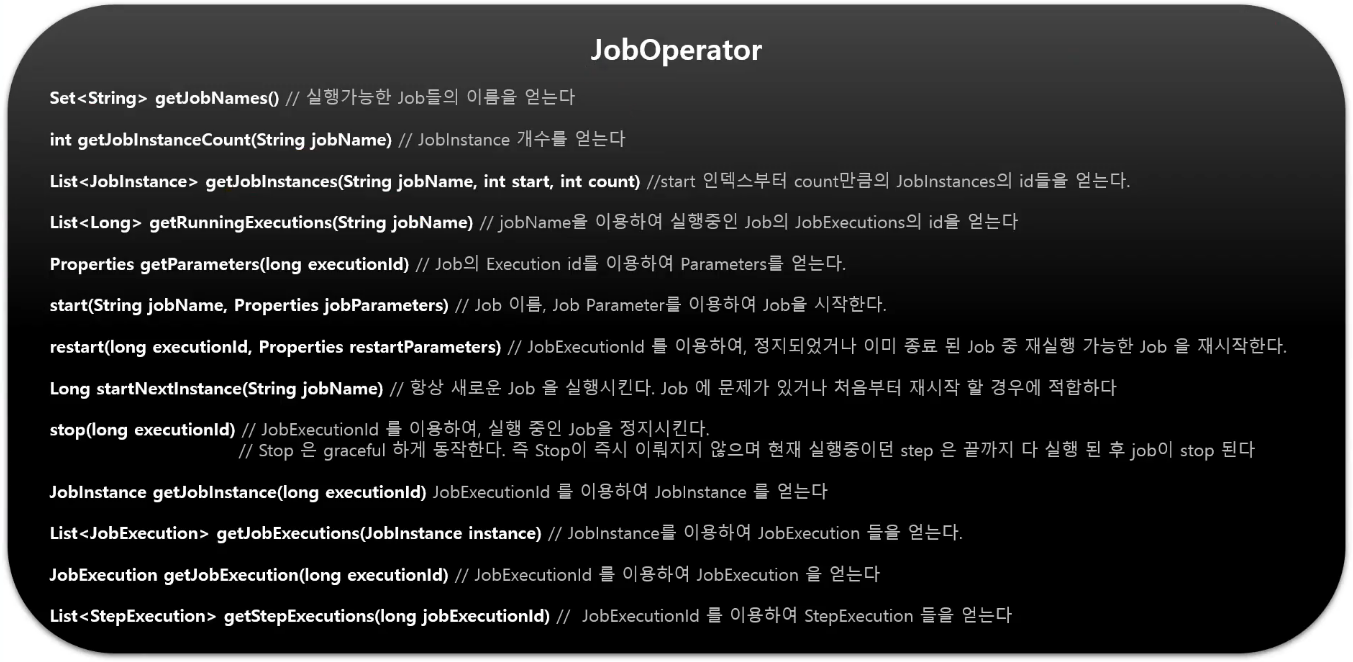 JobOperator
Set<String> getJobNames() // 실행가능한 Job들의 이름을 얻는다
int getJobInstanceCount(String jobName) // JobInstance 개수를 얻는다
List<JobInstance> getJobInstances(String jobName, int start, int count) //start 인덱스부터 count만큼의 JobInstances의 id들을 얻는다.
List<Long> getRunningExecutions(String jobName) // jobName을 이용하여 실행중인 Job의 JobExecutions의 id을 얻는다
Properties getParameters(long executionId) // Job의 Execution id를 이용하여 Parameters를 얻는다.
start(String jobName, Properties jobParameters) // Job 이름, Job Parameter를 이용하여 Job을 시작한다.
restart(long executionId, Properties restartParameters) // JobExecutionId 를 이용하여, 정지되었거나 이미 종료 된 Job 중 재실행 가능한 Job 을 재시작한다.
Long startNextInstance(String jobName) // 항상 새로운 Job 을 실행시킨다. Job 에 문제가 있거나 처음부터 재시작 할 경우에 적합하다
stop(long executionId) // JobExecutionId 를 이용하여, 실행 중인 Job을 정지시킨다.
// Stop 은 graceful 하게 동작한다. 즉 Stop이 즉시 이뤄지지 않으며 현재 실행중이던 step 은 끝까지 다 실행 된 후 job이 stop 된다
JobInstance getJobInstance(long executionId) JobExecutionId 를 이용하여 JobInstance 를 얻는다
List<JobExecution> getJobExecutions(JobInstance instance) // JobInstance를 이용하여 JobExecution 들을 얻는다.
JobExecution getJobExecution(long executionId) // JobExecutionId 를 이용하여 JobExecution 을 얻는다
List<StepExecution> getStepExecutions(long jobExecutionId) // JobExecutionId 를 이용하여 StepExecution 들을 얻는다